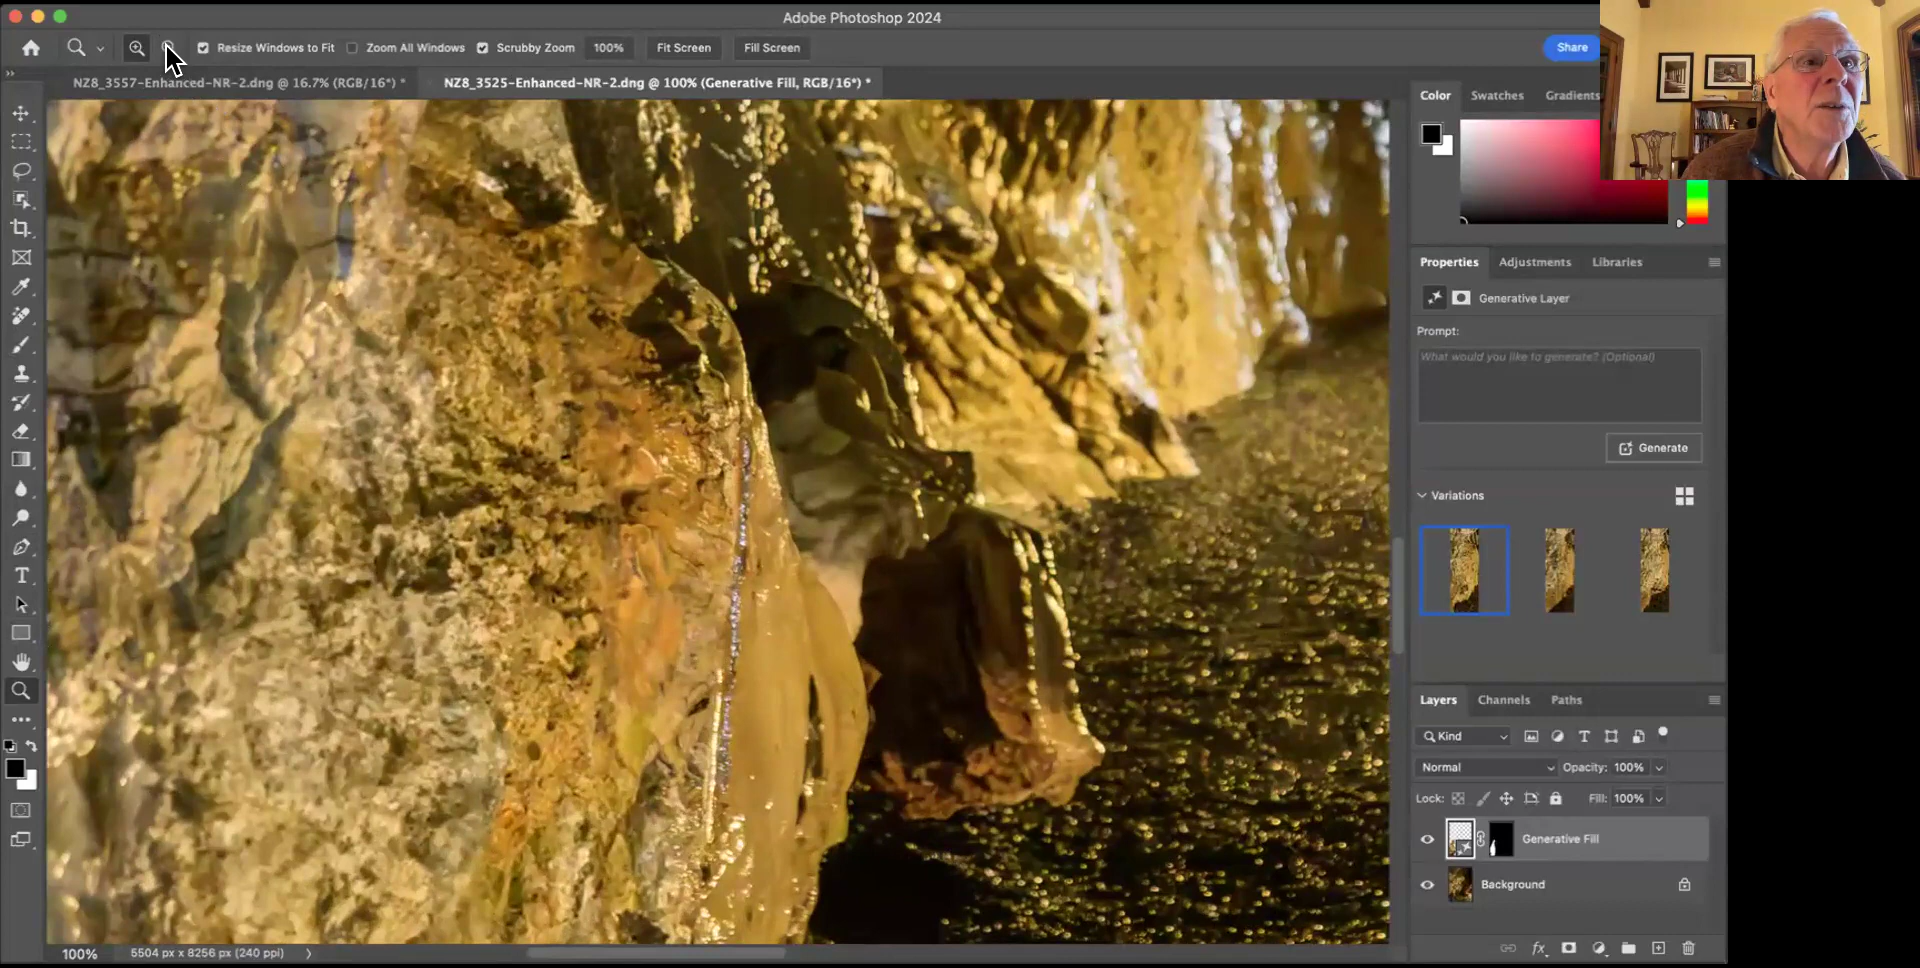 Adobe Photoshop 2024
Resize Windows to Fit
Zoom All Windows
Scrubby Zoom
100%
Fit Screen
Fill Screen
Share
NZ8_3557-Enhanced-NR-2.dng @ 16.7% (RGB/16*) *
NZ8_3525-Enhanced-NR-2.dng @ 100% (Generative Fill, RGB/16*) *
Color
Swatches
Gradients
Properties
Adjustments
Libraries
Generative Layer
Prompt:
What would you like to generate? (Optional)
Generate
Variations
Layers
Channels
Paths
Kind
Normal
Opacity: 100%
Lock:
Fill: 100%
Generative Fill
Background
100%
5504 px x 8256 px (240 ppi)